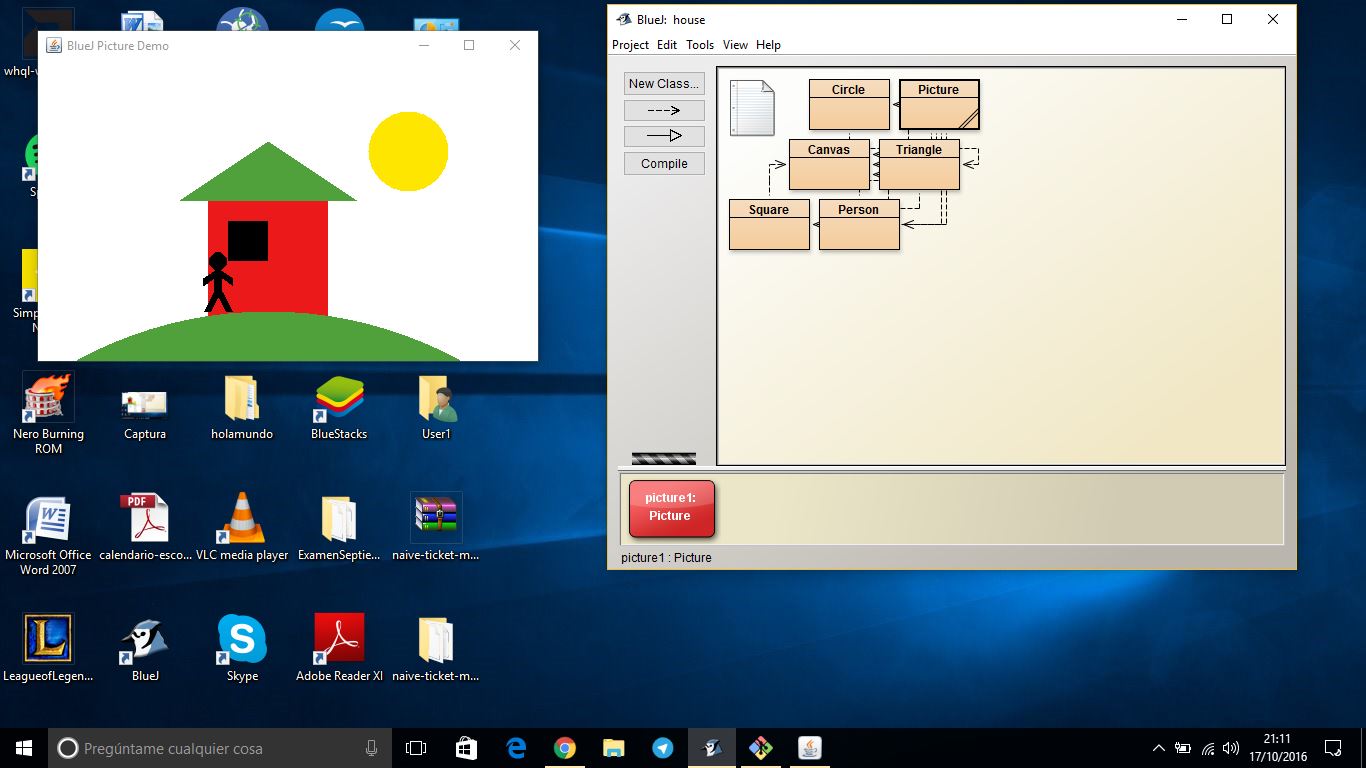 whql-v
BlueJ Picture Demo
BlueJ: house
Project Edit Tools View Help
New Class...
Compile
Circle
Picture
Canvas
Triangle
Square
Person
picture1:
Picture
picture1 : Picture
Nero Burning
ROM
Captura
holamundo
BlueStacks
User1
Microsoft Office
Word 2007
PDF
calendario-esco...
VLC media player
ExamenSeptie...
naive-ticket-m...
LeagueofLegen...
BlueJ
Skype
Adobe Reader XI
naive-ticket-m...
Pregúntame cualquier cosa
21:11
17/10/2016